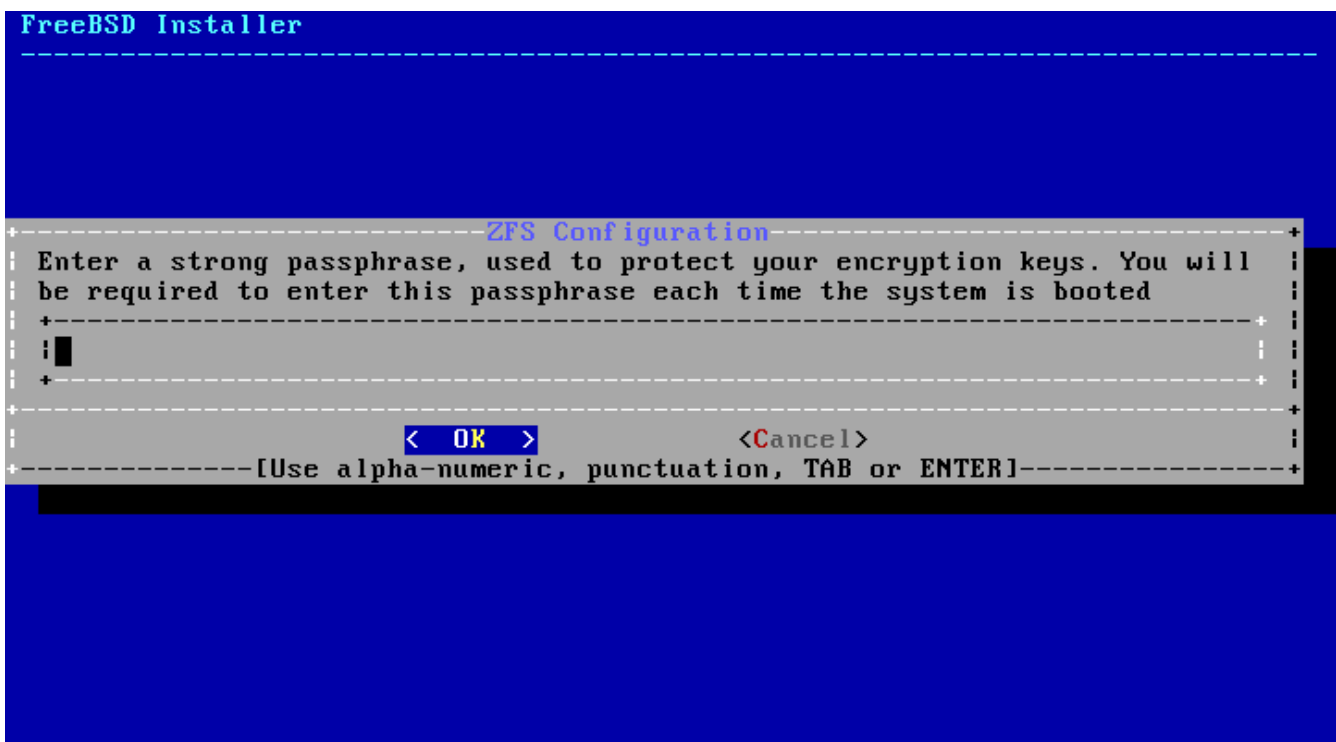 FreeBSD Installer
ZFS Configuration
Enter a strong passphrase, used to protect your encryption keys. You will
be required to enter this passphrase each time the system is booted
< OK > <Cancel>
[Use alpha-numeric, punctuation, TAB or ENTER]